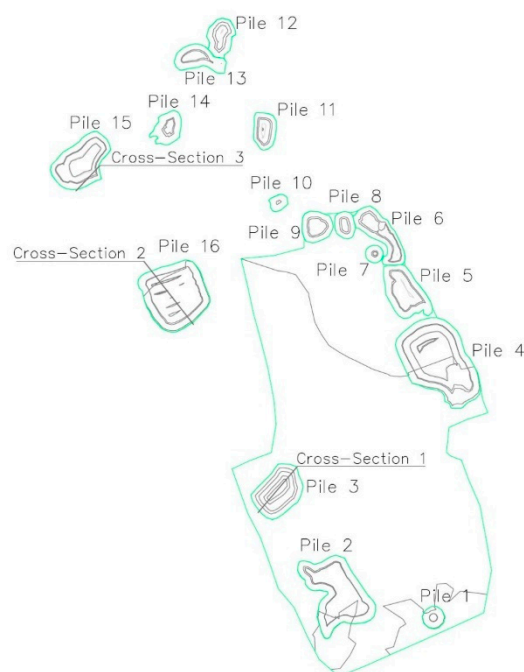 Pile 12
Pile 13
Pile 14
Pile 11
Pile 15
Cross-Section 3
Pile 10
Pile 8
Pile 9
Pile 6
Cross-Section 2
Pile 16
Pile 7
Pile 5
Pile 4
Cross-Section 1
Pile 3
Pile 2
Pile 1